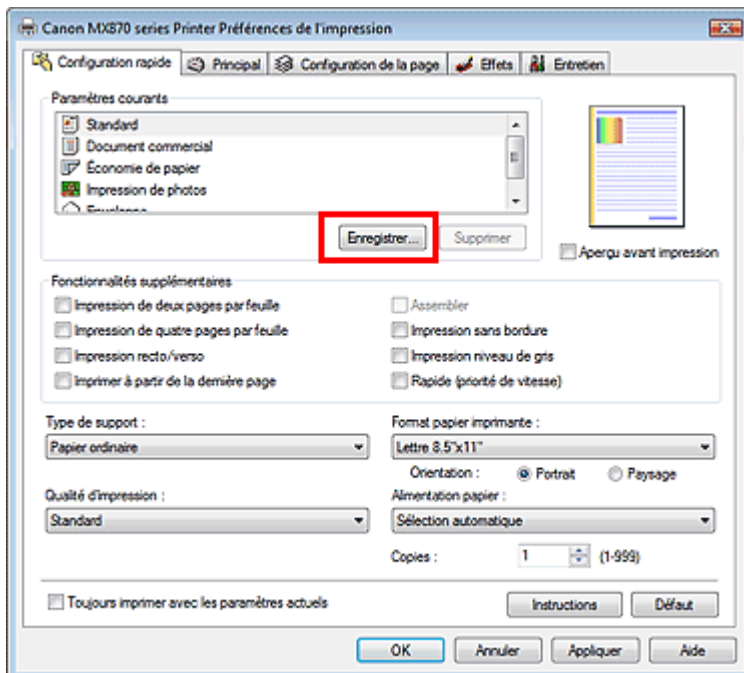 Canon MX870 series Printer Préférences de l'impression
Configuration rapide Principal Configuration de la page Effets Entretien
Paramètres courants
Standard
Document commercial
Économie de papier
Impression de photos
Enregistrer... Supprimer
Aperçu avant impression
Fonctionnalités supplémentaires
Impression de deux pages par feuille Assembler
Impression de quatre pages par feuille Impression sans bordure
Impression recto/verso Impression niveau de gris
Imprimer à partir de la dernière page Rapide (priorité de vitesse)
Type de support : Format papier imprimante :
Papier ordinaire Lettre 8.5"x11"
Orientation : Portrait Paysage
Qualité d'impression : Alimentation papier :
Standard Sélection automatique
Copies : 1 (1-999)
Toujours imprimer avec les paramètres actuels Instructions Défaut
OK Annuler Appliquer Aide